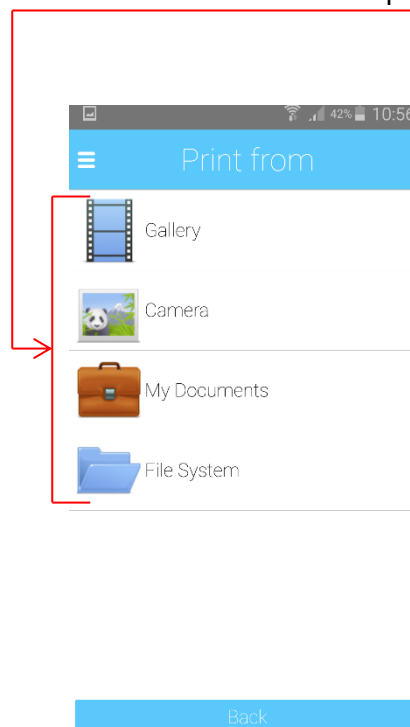 42% 10:56
Print from
Gallery
Camera
My Documents
File System
Back